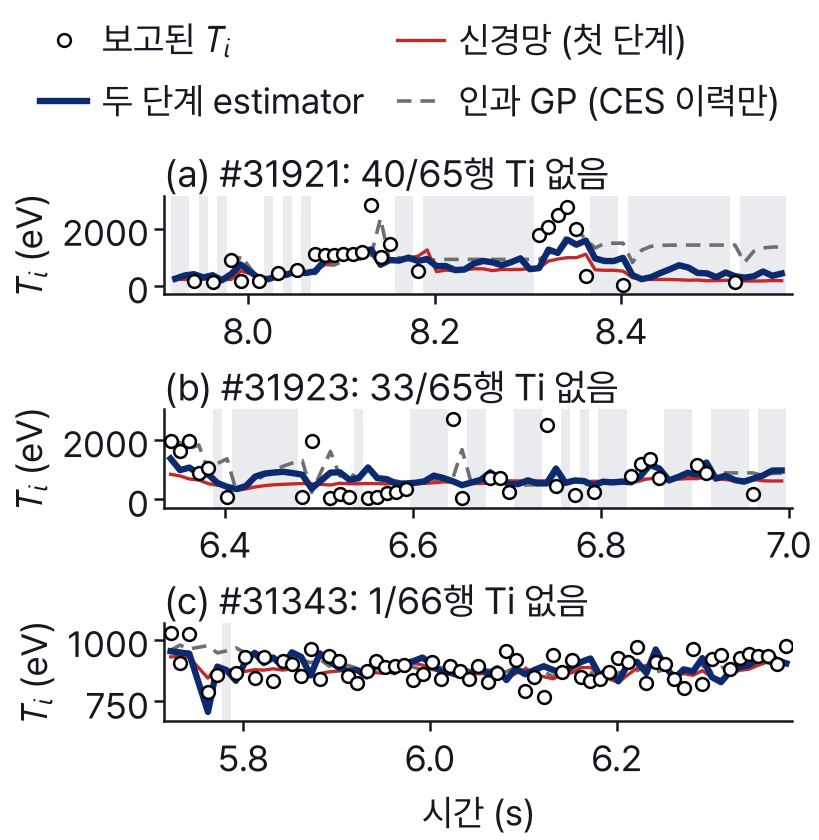 보고된 Ti 신경망 (첫 단계)
두 단계 estimator 인과 GP (CES 이력만)
(a) #31921: 40/65행 Ti 없음
Ti (eV)
2000
0
8.0 8.2 8.4
(b) #31923: 33/65행 Ti 없음
Ti (eV)
2000
0
6.4 6.6 6.8 7.0
(c) #31343: 1/66행 Ti 없음
Ti (eV)
1000
750
5.8 6.0 6.2
시간 (s)